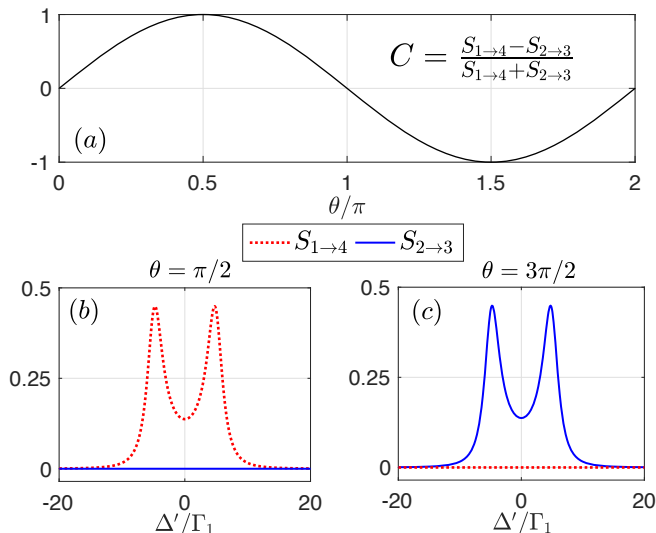 1
0
-1
(a)
C = \frac{S_{1→4}−S_{2→3}}{S_{1→4}+S_{2→3}}
0 0.5 1 1.5 2
θ/π
S_{1→4} S_{2→3}
θ = π/2
0.5
0.25
0
(b)
-20 0 20
Δ′/Γ_1
θ = 3π/2
0.5
0.25
0
(c)
-20 0 20
Δ′/Γ_1